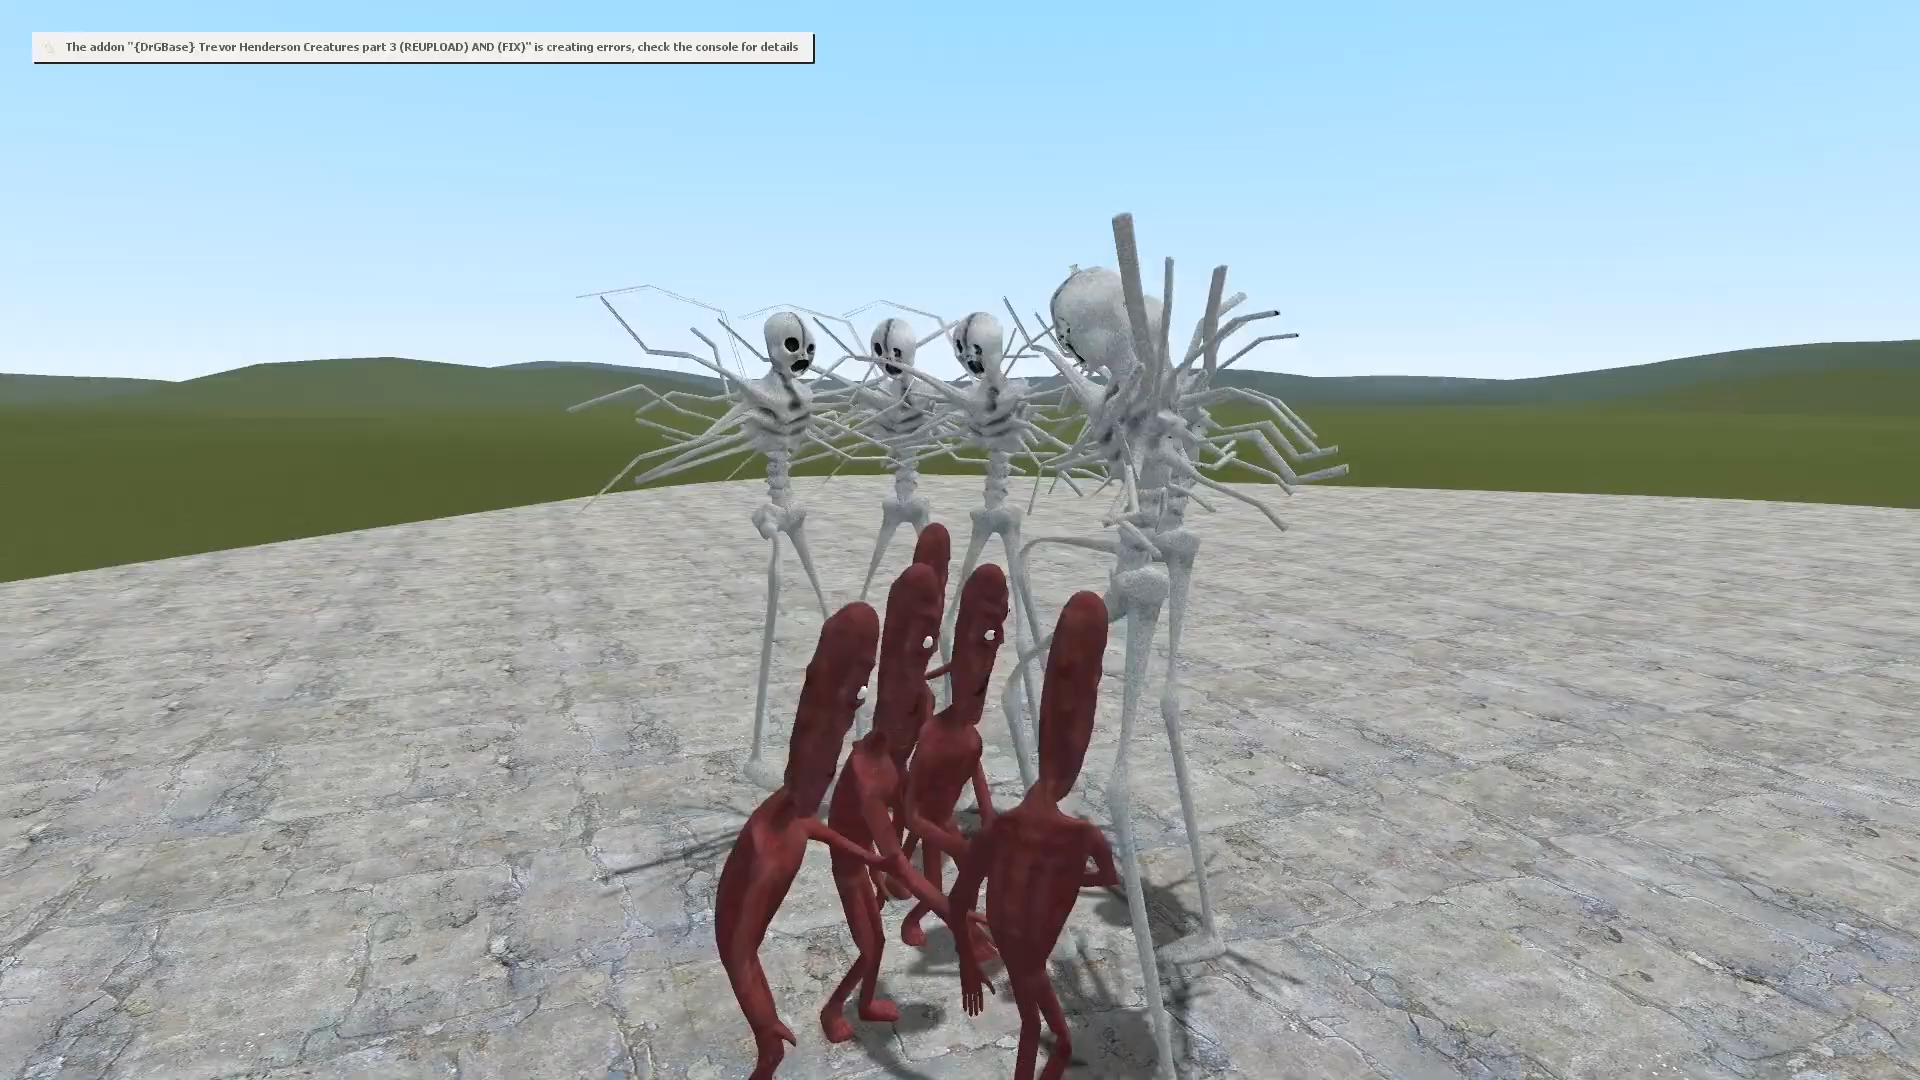 The addon "{DrGBase} Trevor Henderson Creatures part 3 (REUPLOAD) AND (FIX)" is creating errors, check the console for details